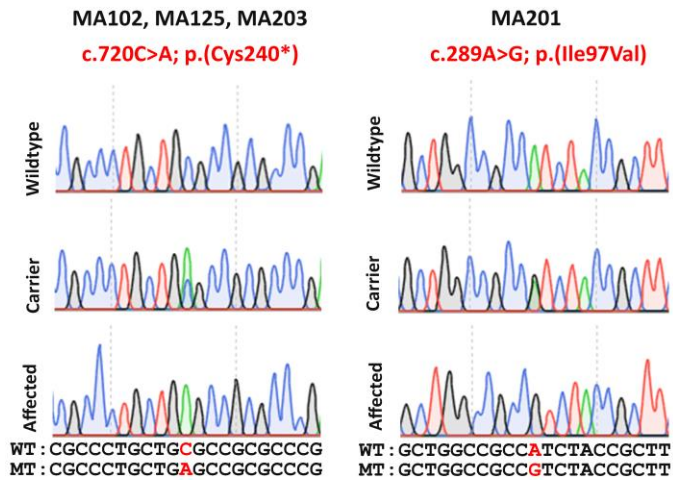 MA102, MA125, MA203
c.720C>A; p.(Cys240*)
Wildtype
Carrier
Affected
WT:CGCCCTGCTGCGCCGCGCCCG
MT:CGCCCTGCTGAGCCGCGCCCG
MA201
c.289A>G; p.(Ile97Val)
Wildtype
Carrier
Affected
WT:GCTGGCCGCCATCTACCGCTT
MT:GCTGGCCGCCGTCTACCGCTT